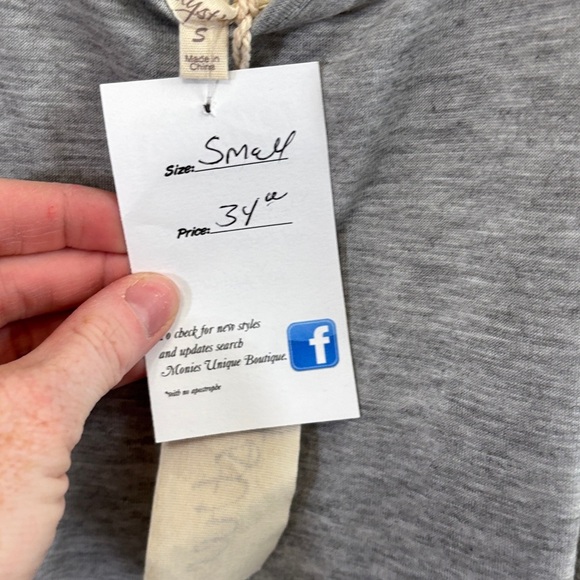 S
Made in
China
Size: Small
Price: 34.00
To check for new styles
and updates search
Monies Unique Boutique.
*with no apostrophe
f